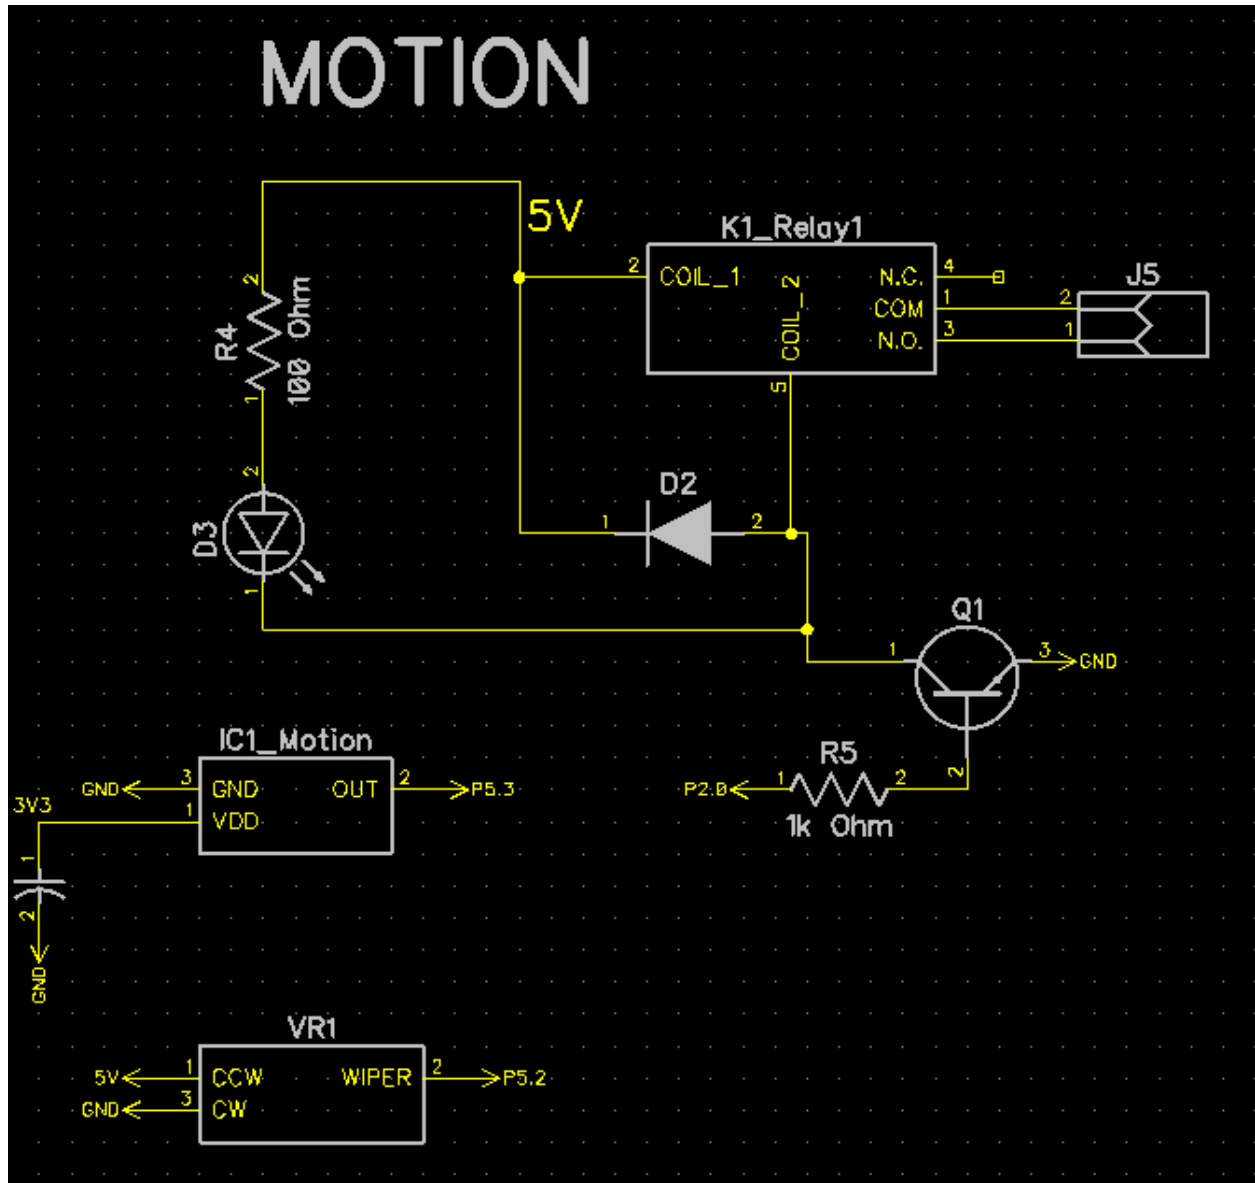 MOTION
5V
K1_Relay1
2 COIL_1 COIL_2 N.C. 4
COM 1 2 J5
N.O. 3 1
5
2
R4 100 Ohm
1
2
D3
1
D2
1 2
Q1
1 3 GND
2
IC1_Motion
GND 3 GND OUT 2 P5.3
3V3 1 VDD
1
2
GND
R5
P2.0 1 2
1k Ohm
VR1
5V 1 CCW WIPER 2 P5.2
GND 3 CW